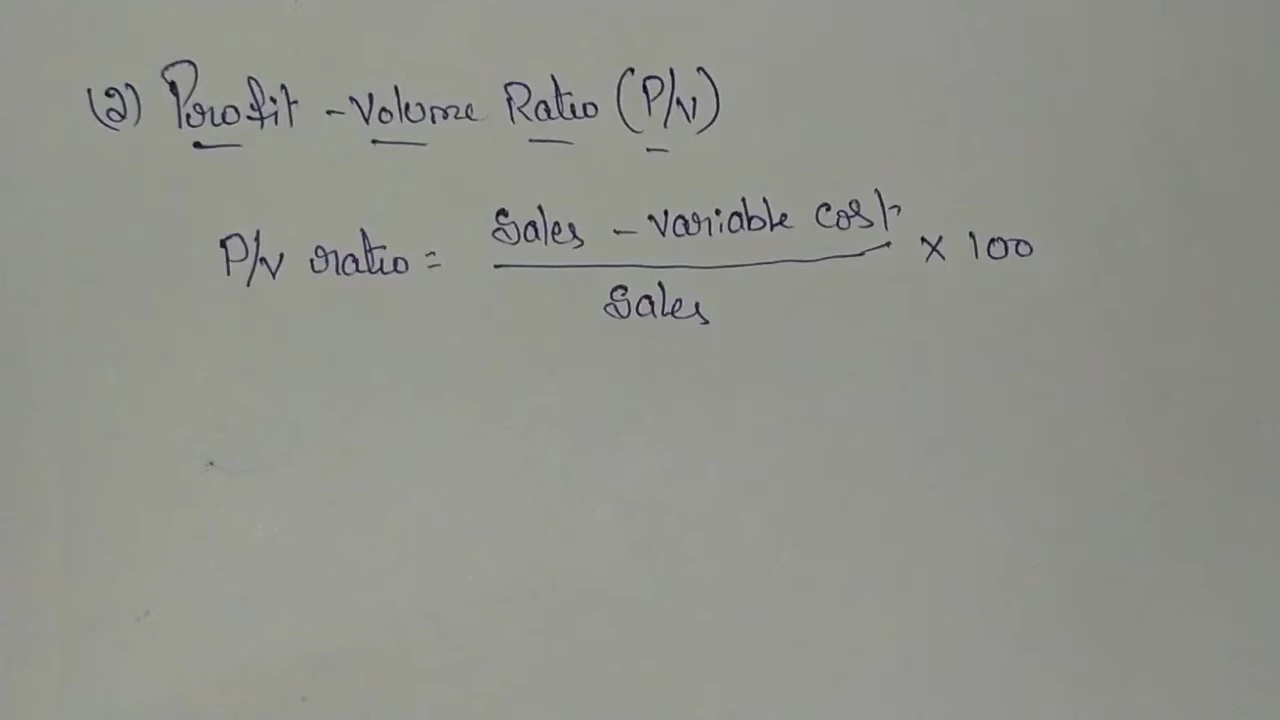 (2) Profit - Volume Ratio (P/V)
P/V ratio = Sales - variable cost / Sales × 100